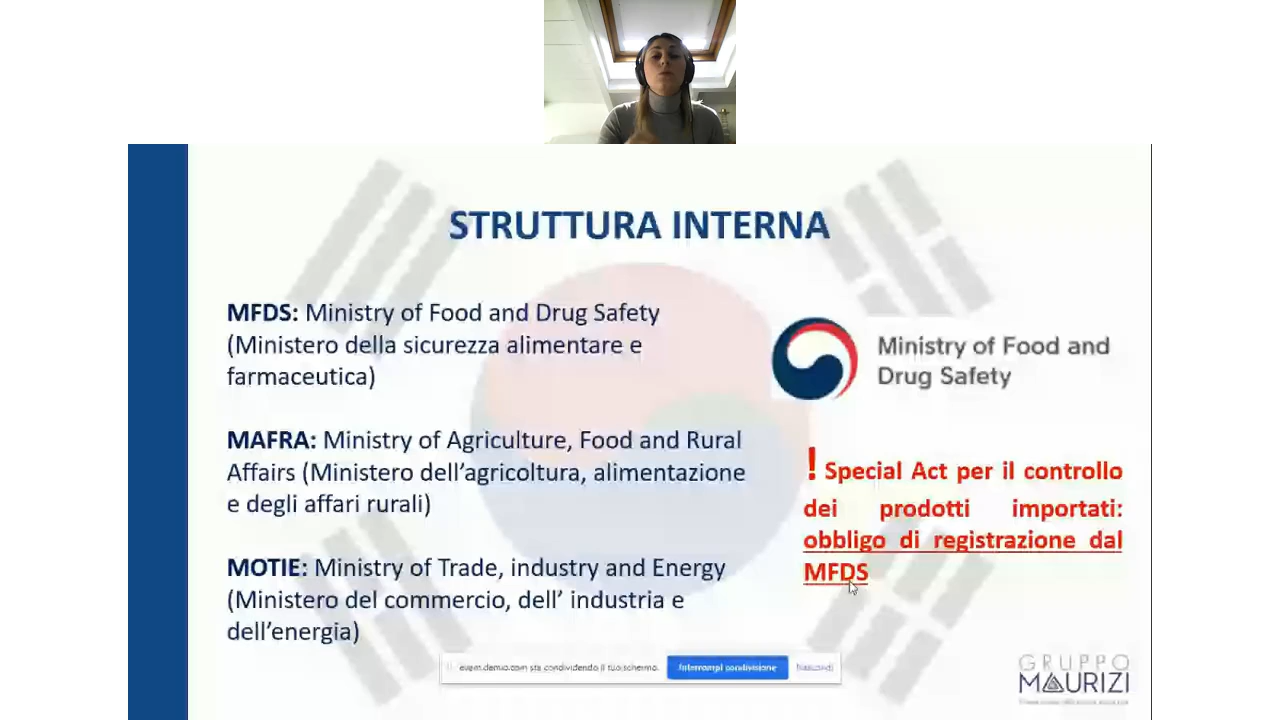 STRUTTURA INTERNA
MFDS: Ministry of Food and Drug Safety
(Ministero della sicurezza alimentare e
farmaceutica)
MAFRA: Ministry of Agriculture, Food and Rural
Affairs (Ministero dell'agricoltura, alimentazione
e degli affari rurali)
MOTIE: Ministry of Trade, industry and Energy
(Ministero del commercio, dell' industria e
dell'energia)
Ministry of Food and
Drug Safety
! Special Act per il controllo
dei prodotti importati:
obbligo di registrazione dal
MFDS
sta condividendo il tuo schermo.
Interrompi condivisione
Nascondi
GRUPPO
MAURIZI